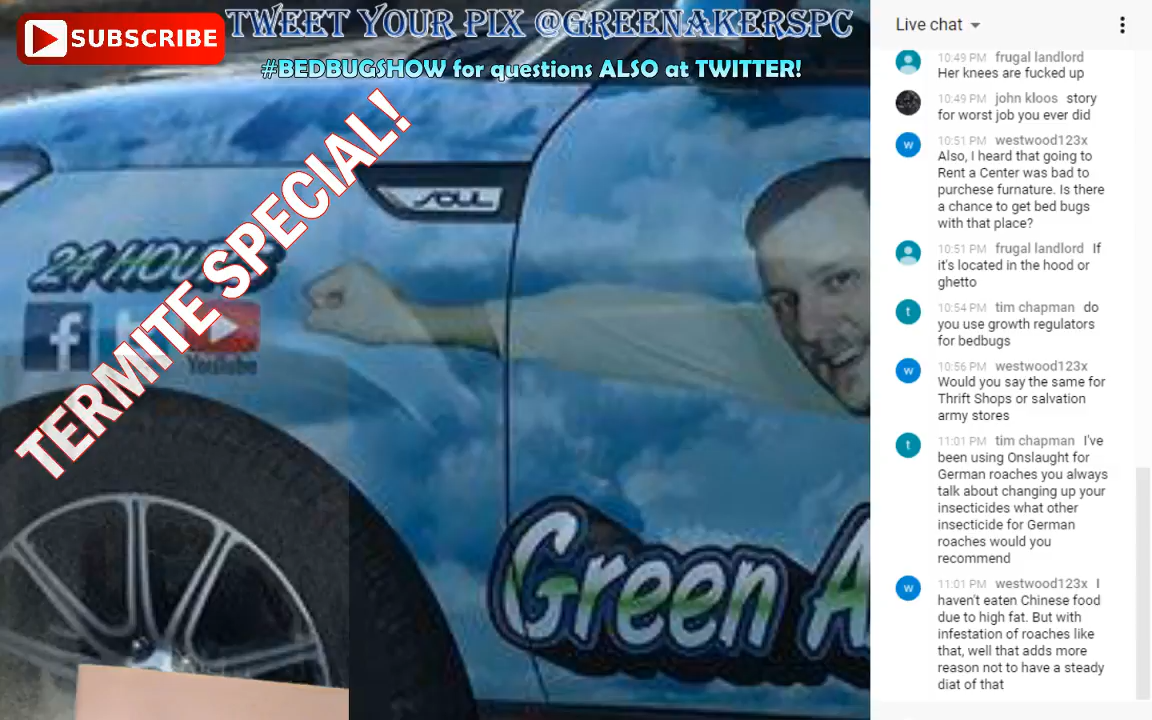 SUBSCRIBE
TWEET YOUR PIX @GREENAKERSPC
#BEDBUGSHOW for questions ALSO at TWITTER!
TERMITE SPECIAL!
SOUL
24 HOURS
f
Youtube
Green A
Live chat
10:49 PM frugal landlord
Her knees are fucked up
10:49 PM john kloos story
for worst job you ever did
w
10:51 PM westwood123x
Also, I heard that going to
Rent a Center was bad to
purchese furnature. Is there
a chance to get bed bugs
with that place?
10:51 PM frugal landlord If
it's located in the hood or
ghetto
t
10:54 PM tim chapman do
you use growth regulators
for bedbugs
w
10:56 PM westwood123x
Would you say the same for
Thrift Shops or salvation
army stores
t
11:01 PM tim chapman I've
been using Onslaught for
German roaches you always
talk about changing up your
insecticides what other
insecticide for German
roaches would you
recommend
w
11:01 PM westwood123x I
haven't eaten Chinese food
due to high fat. But with
infestation of roaches like
that, well that adds more
reason not to have a steady
diat of that